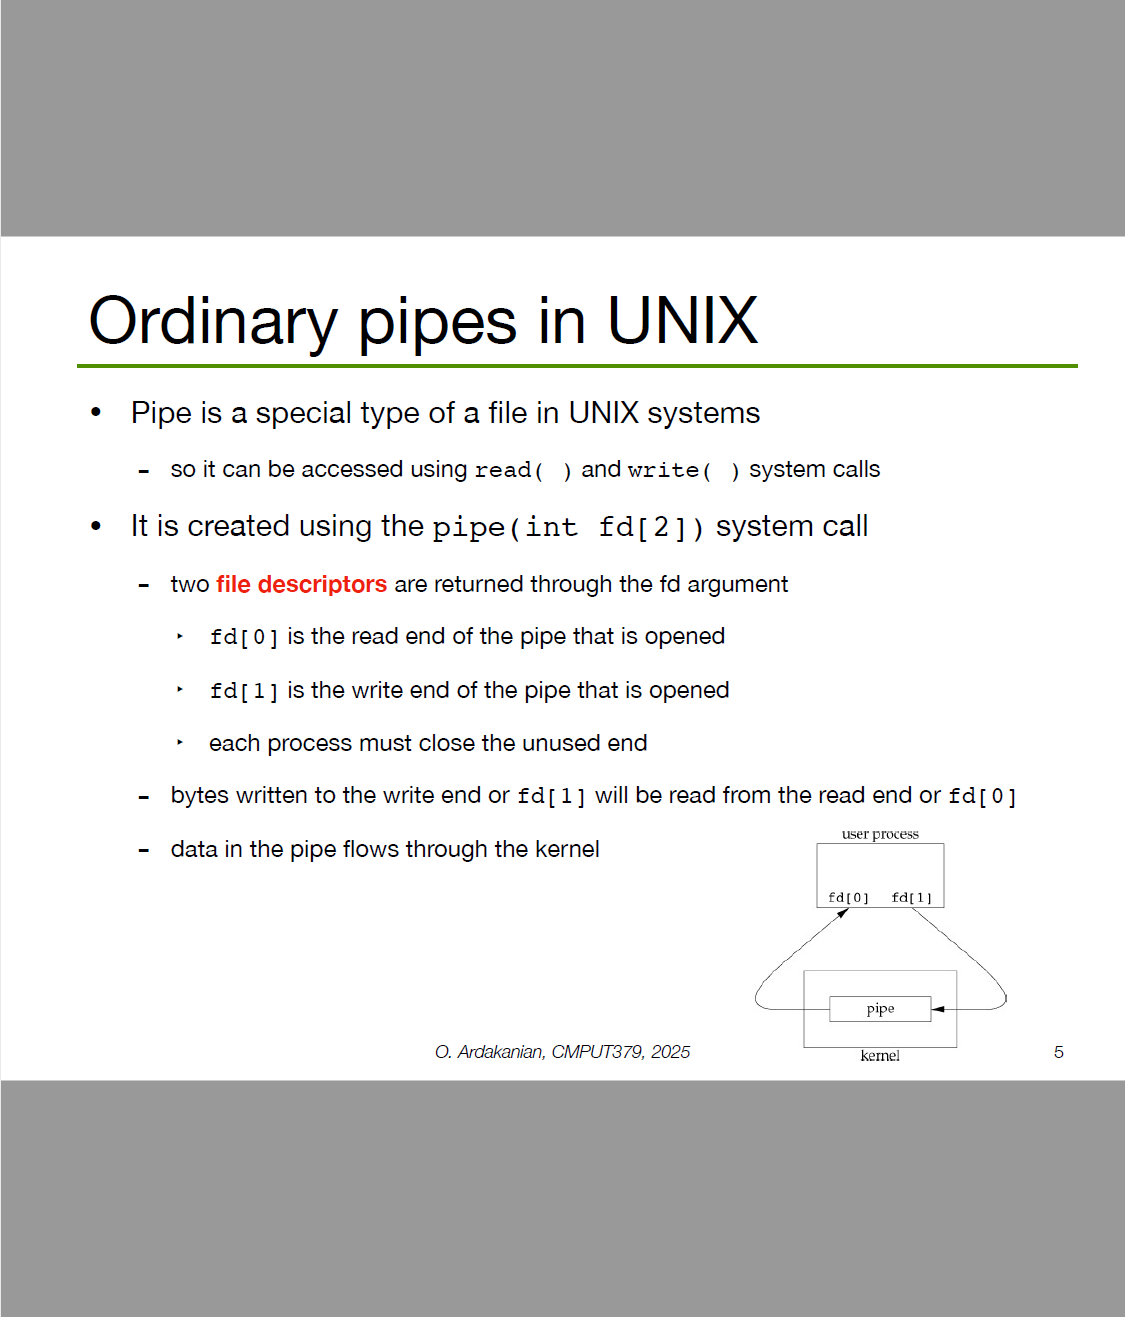 Ordinary pipes in UNIX
• Pipe is a special type of a file in UNIX systems
- so it can be accessed using read( ) and write( ) system calls
• It is created using the pipe(int fd[2]) system call
- two file descriptors are returned through the fd argument
‣ fd[0] is the read end of the pipe that is opened
‣ fd[1] is the write end of the pipe that is opened
‣ each process must close the unused end
- bytes written to the write end or fd[1] will be read from the read end or fd[0]
- data in the pipe flows through the kernel
user process
fd[0] fd[1]
pipe
kernel
O. Ardakanian, CMPUT379, 2025
5